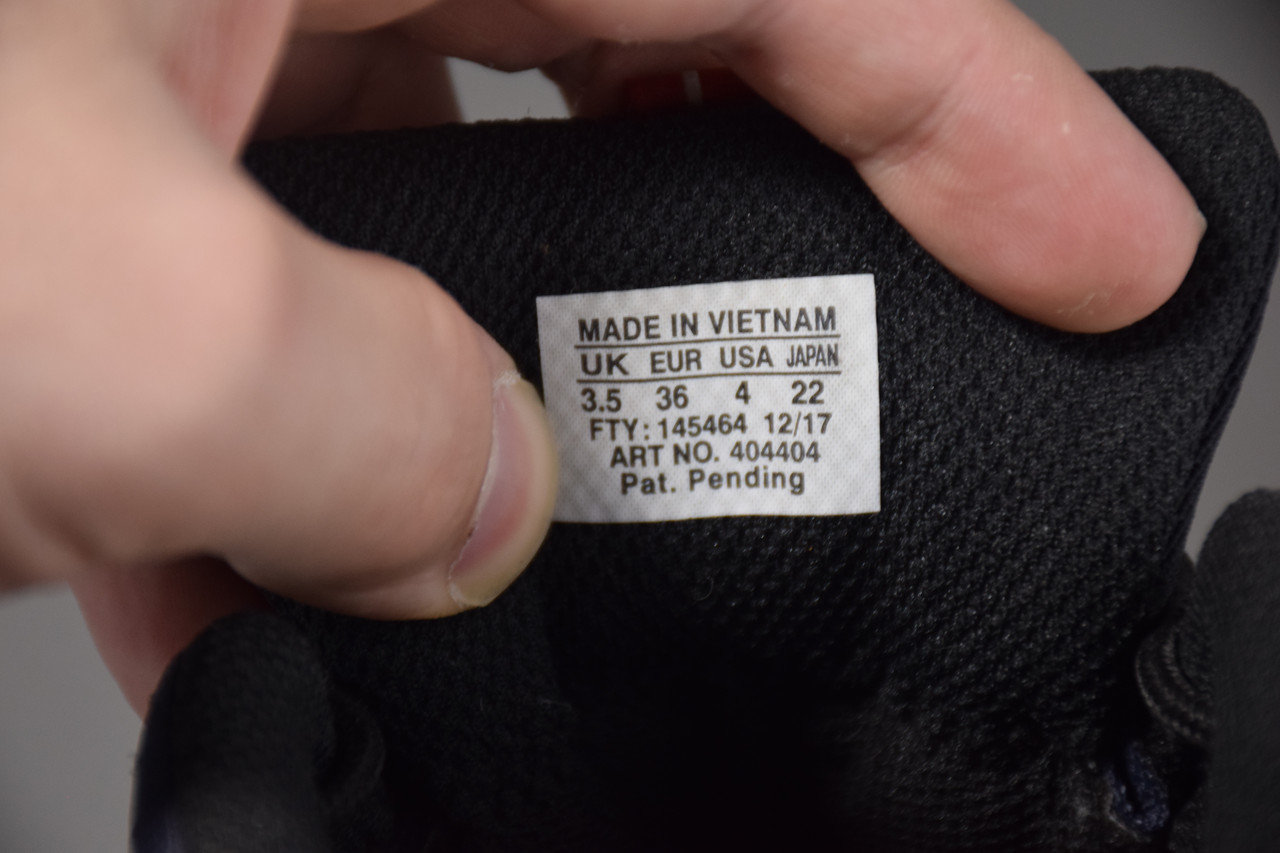 MADE IN VIETNAM
UK EUR USA JAPAN
3.5 36 4 22
FTY: 145464 12/17
ART NO. 404404
Pat. Pending